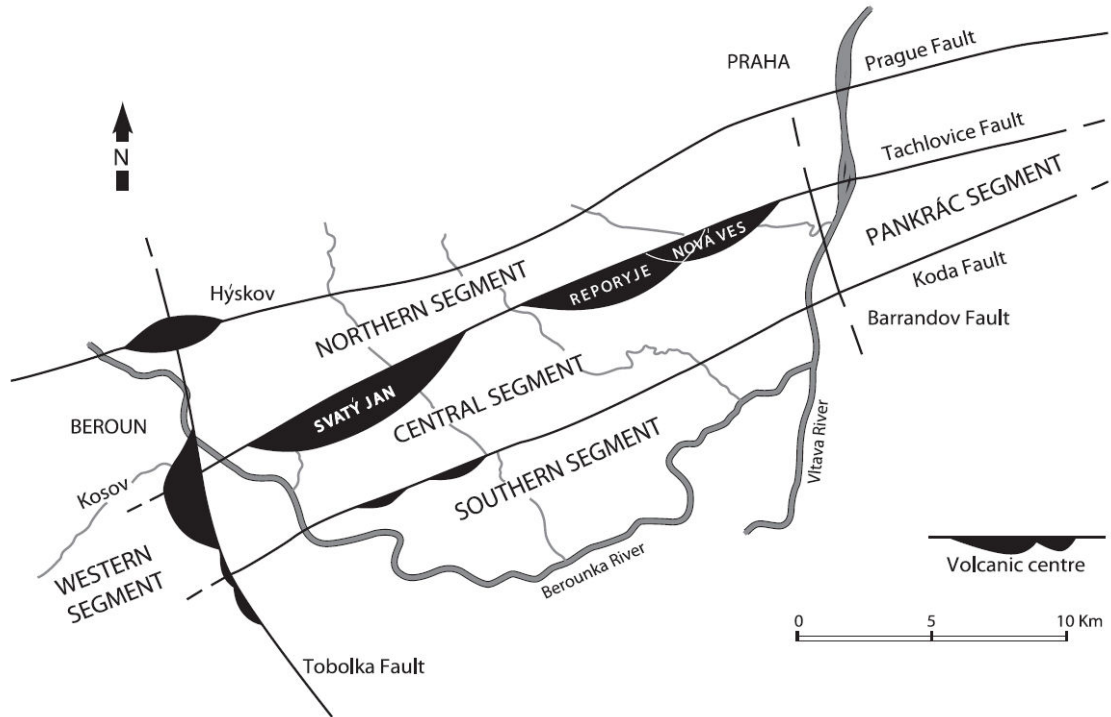 PRAHA
Prague Fault
N
Tachlovice Fault
PANKRÁC SEGMENT
NOVÁ VES
REPORYJE
Koda Fault
Hýskov
NORTHERN SEGMENT
Barrandov Fault
SVATÝ JAN
CENTRAL SEGMENT
BEROUN
SOUTHERN SEGMENT
Vltava River
Kosov
WESTERN
SEGMENT
Berounka River
Volcanic centre
0 5 10 Km
Tobolka Fault